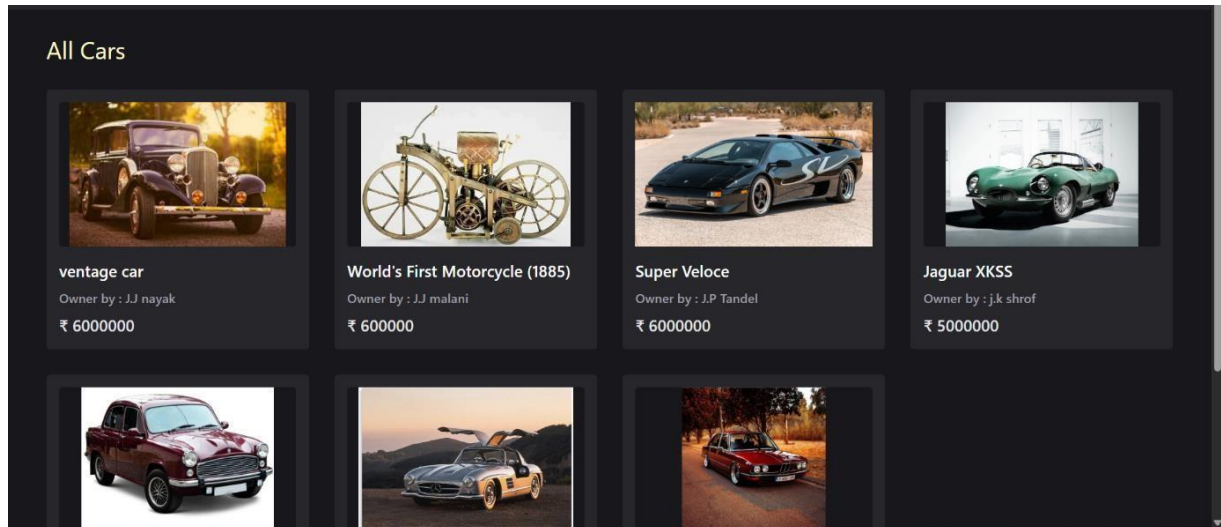 All Cars
ventage car
Owner by : J.J nayak
₹ 6000000
World's First Motorcycle (1885)
Owner by : J.J malani
₹ 600000
Super Veloce
Owner by : J.P Tandel
₹ 6000000
Jaguar XKSS
Owner by : j.k shrof
₹ 5000000
SV